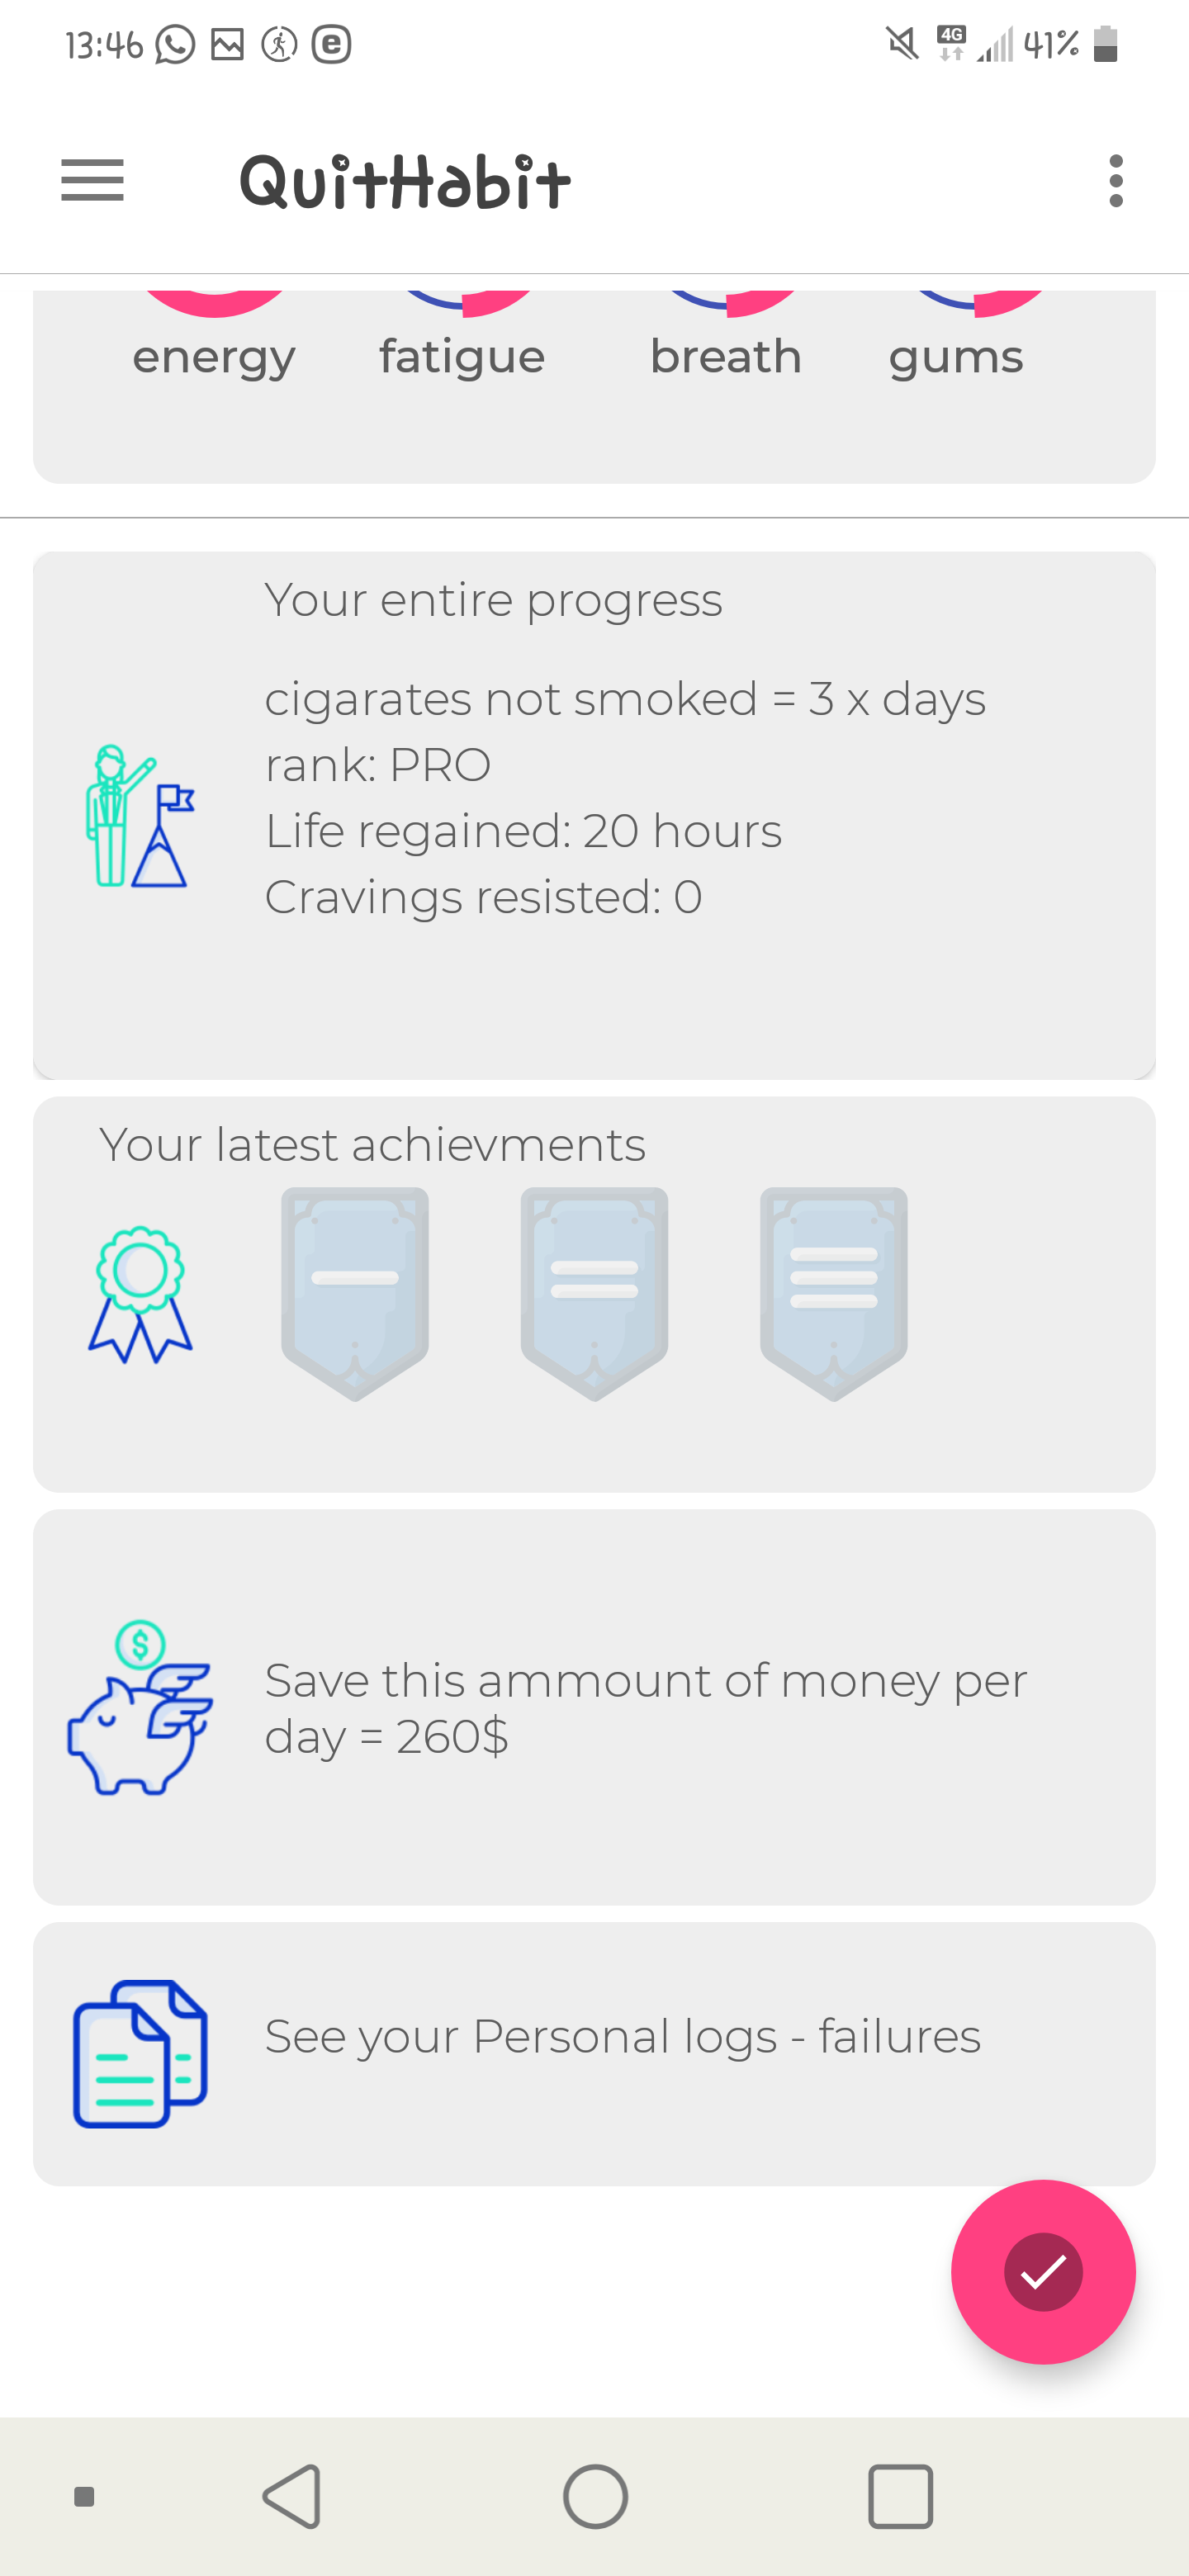 13:46
4G
41%
QuitHabit
energy fatigue breath gums
Your entire progress
cigarates not smoked = 3 x days
rank: PRO
Life regained: 20 hours
Cravings resisted: 0
Your latest achievments
$
Save this ammount of money per
day = 260$
See your Personal logs - failures